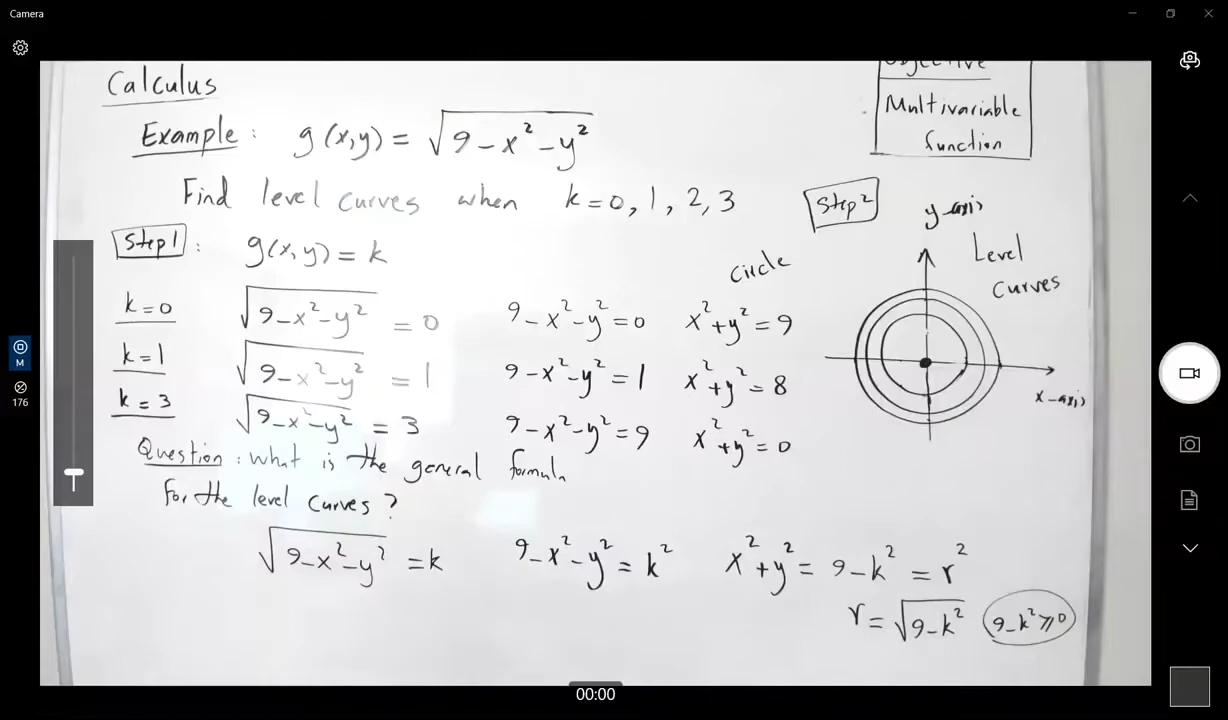 Camera
Calculus
Objective
Multivariable
function
Example : g(x,y) = √(9-x²-y²)
Find level curves when k=0, 1, 2, 3
Step 1 : g(x,y) = k
Step 2
y-axis
Level
Curves
x-axis
circle
k=0 √(9-x²-y²) = 0 9-x²-y²=0 x²+y²=9
k=1 √(9-x²-y²) = 1 9-x²-y²=1 x²+y²=8
k=3 √(9-x²-y²) = 3 9-x²-y²=9 x²+y²=0
Question : what is the general formula
for the level curves ?
√(9-x²-y²) = k 9-x²-y² = k² x²+y² = 9-k² = r²
r = √(9-k²) 9-k²≥0
M
176
00:00